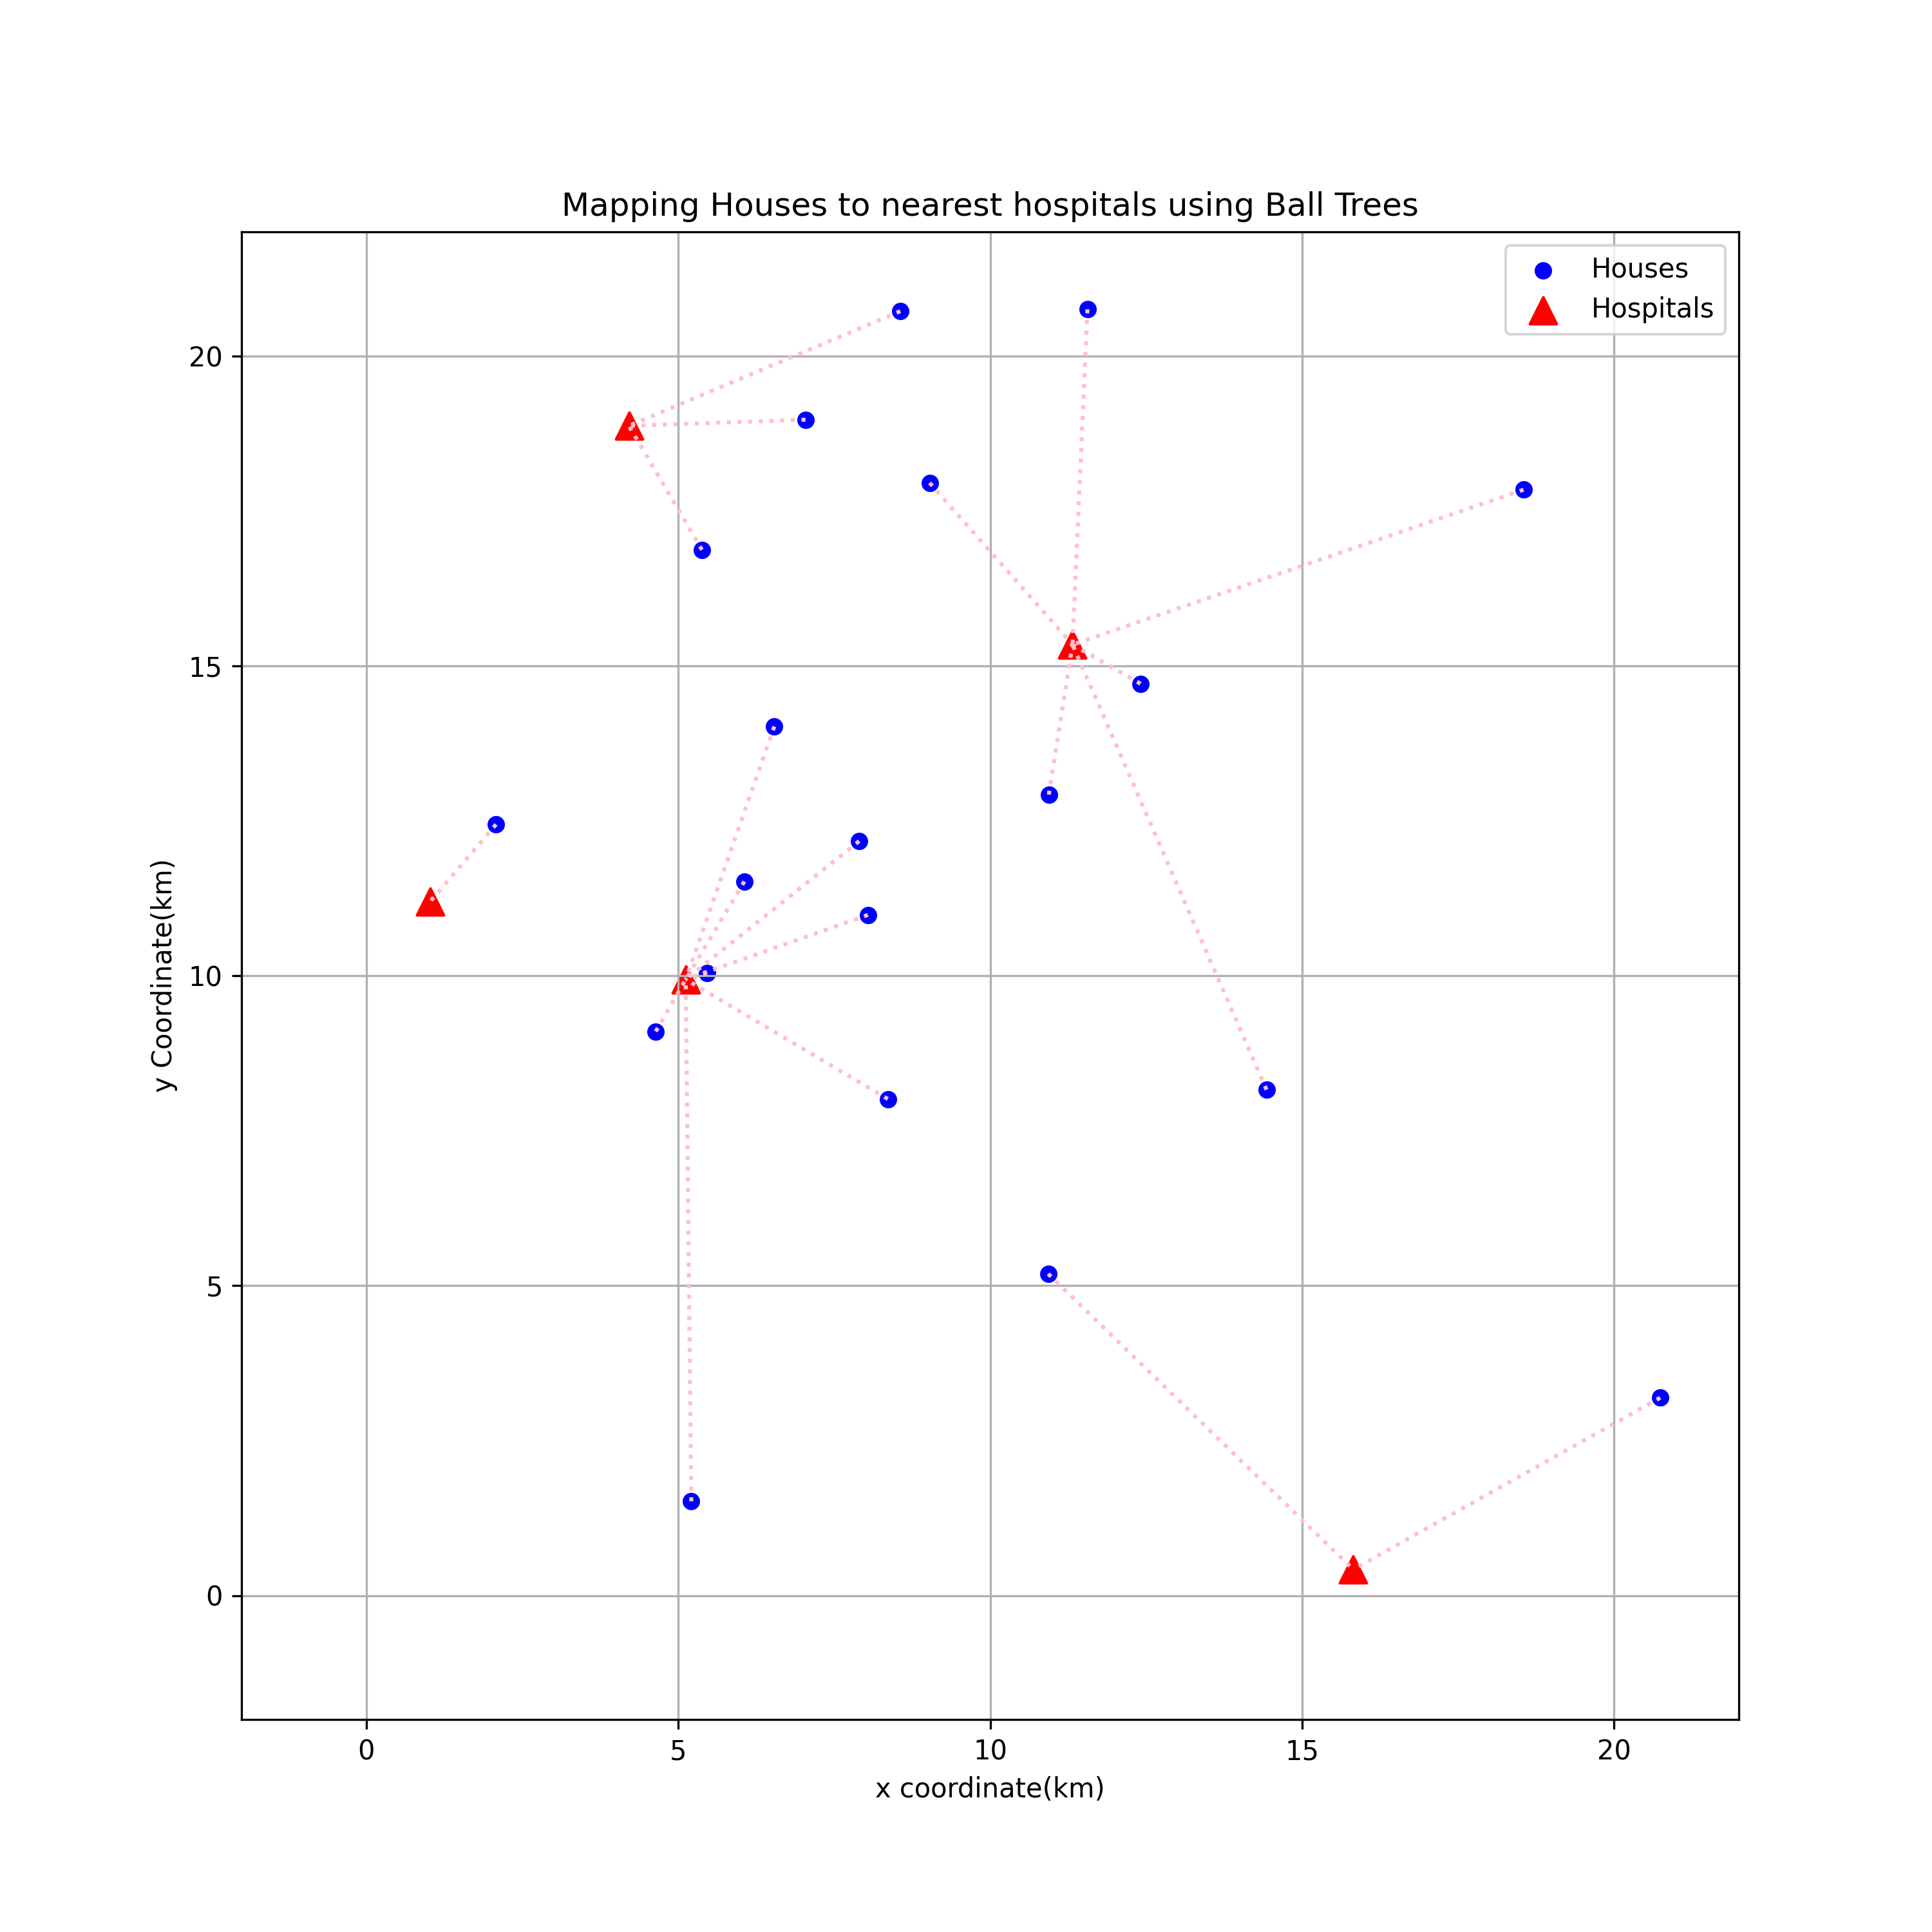 Mapping Houses to nearest hospitals using Ball Trees
Houses
Hospitals
20
15
10
5
0
y Coordinate(km)
0 5 10 15 20
x coordinate(km)